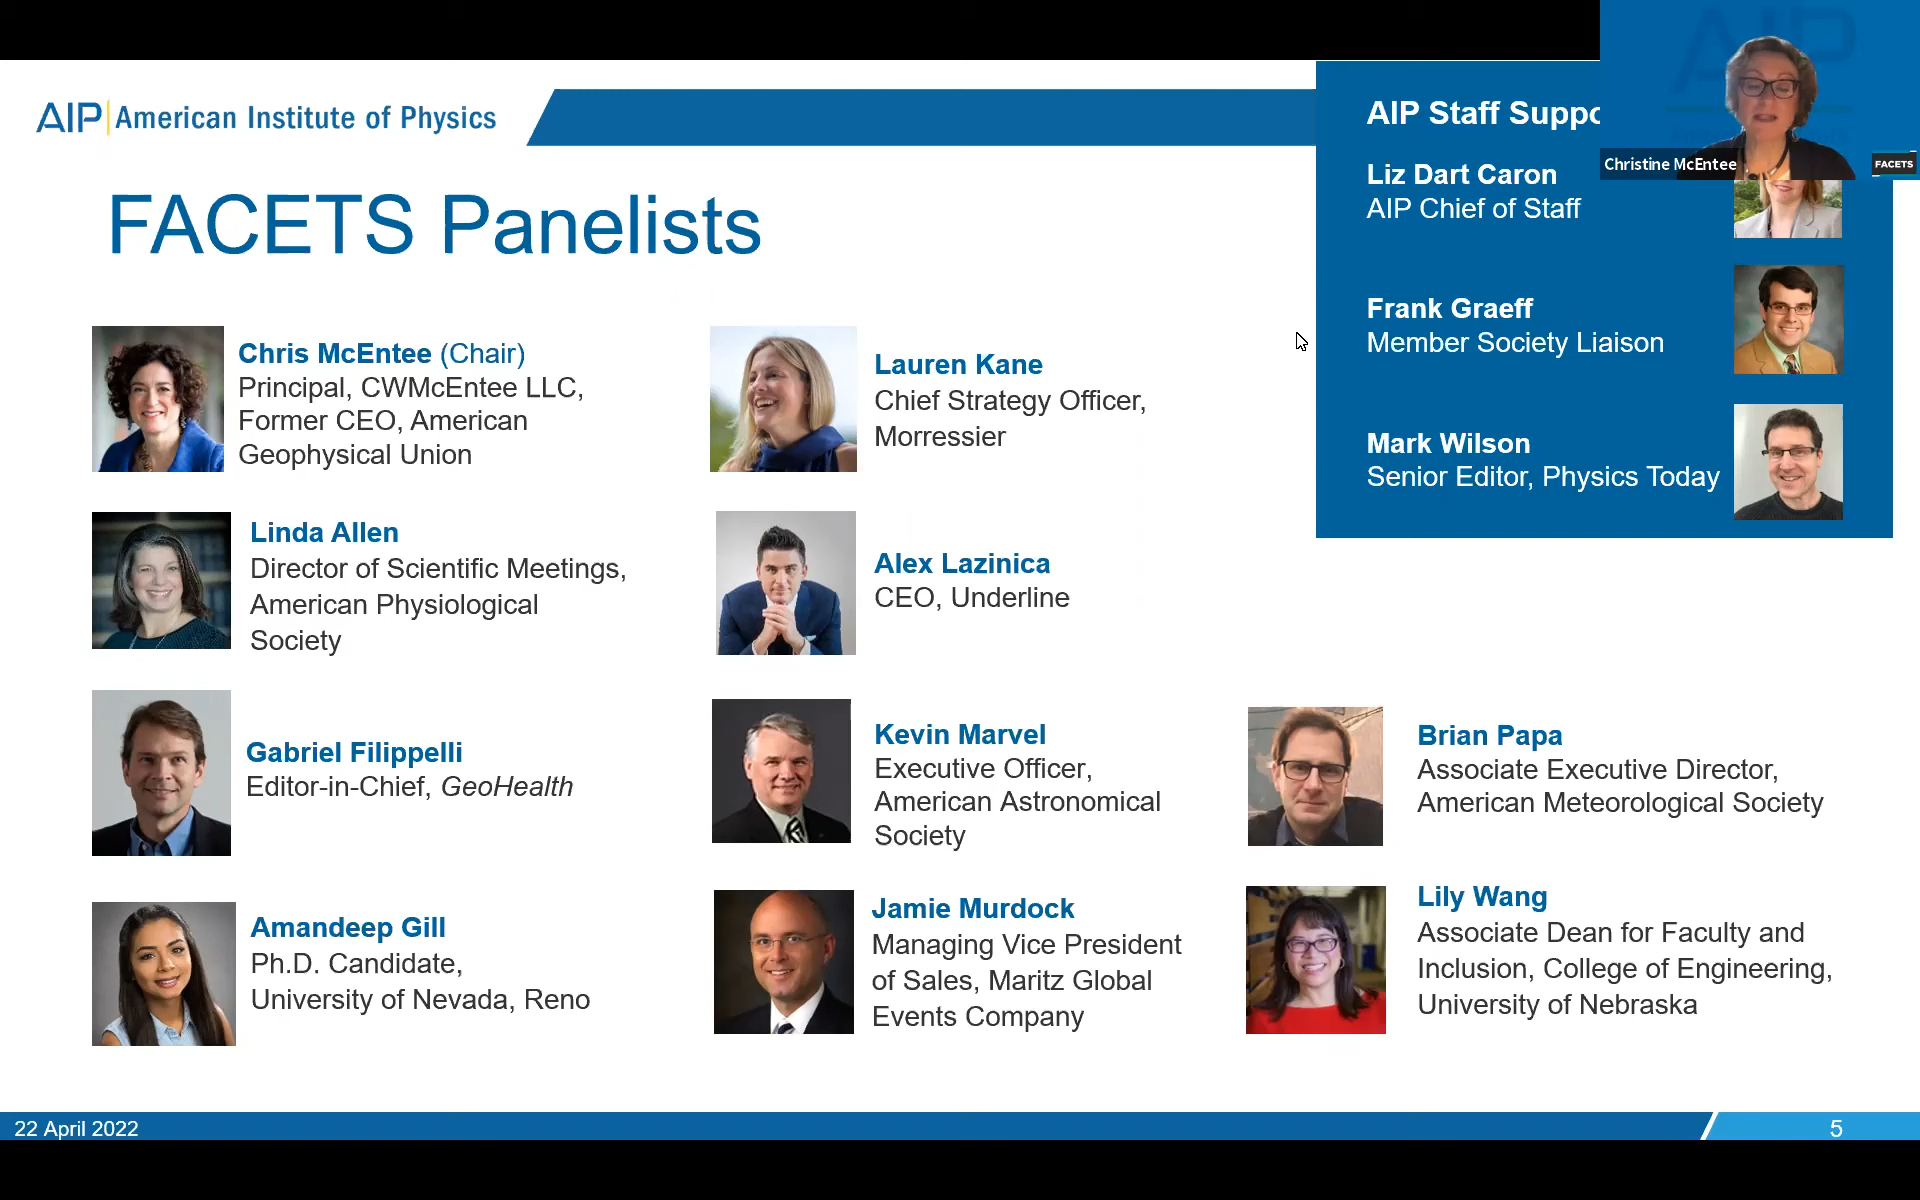 AIP American Institute of Physics
FACETS Panelists
Chris McEntee (Chair)
Principal, CWMcEntee LLC,
Former CEO, American
Geophysical Union
Linda Allen
Director of Scientific Meetings,
American Physiological
Society
Gabriel Filippelli
Editor-in-Chief, GeoHealth
Amandeep Gill
Ph.D. Candidate,
University of Nevada, Reno
Lauren Kane
Chief Strategy Officer,
Morressier
Alex Lazinica
CEO, Underline
Kevin Marvel
Executive Officer,
American Astronomical
Society
Jamie Murdock
Managing Vice President
of Sales, Maritz Global
Events Company
Brian Papa
Associate Executive Director,
American Meteorological Society
Lily Wang
Associate Dean for Faculty and
Inclusion, College of Engineering,
University of Nebraska
AIP Staff Suppo
Liz Dart Caron
AIP Chief of Staff
Frank Graeff
Member Society Liaison
Mark Wilson
Senior Editor, Physics Today
AIP
Christine McEntee
FACETS
22 April 2022
5